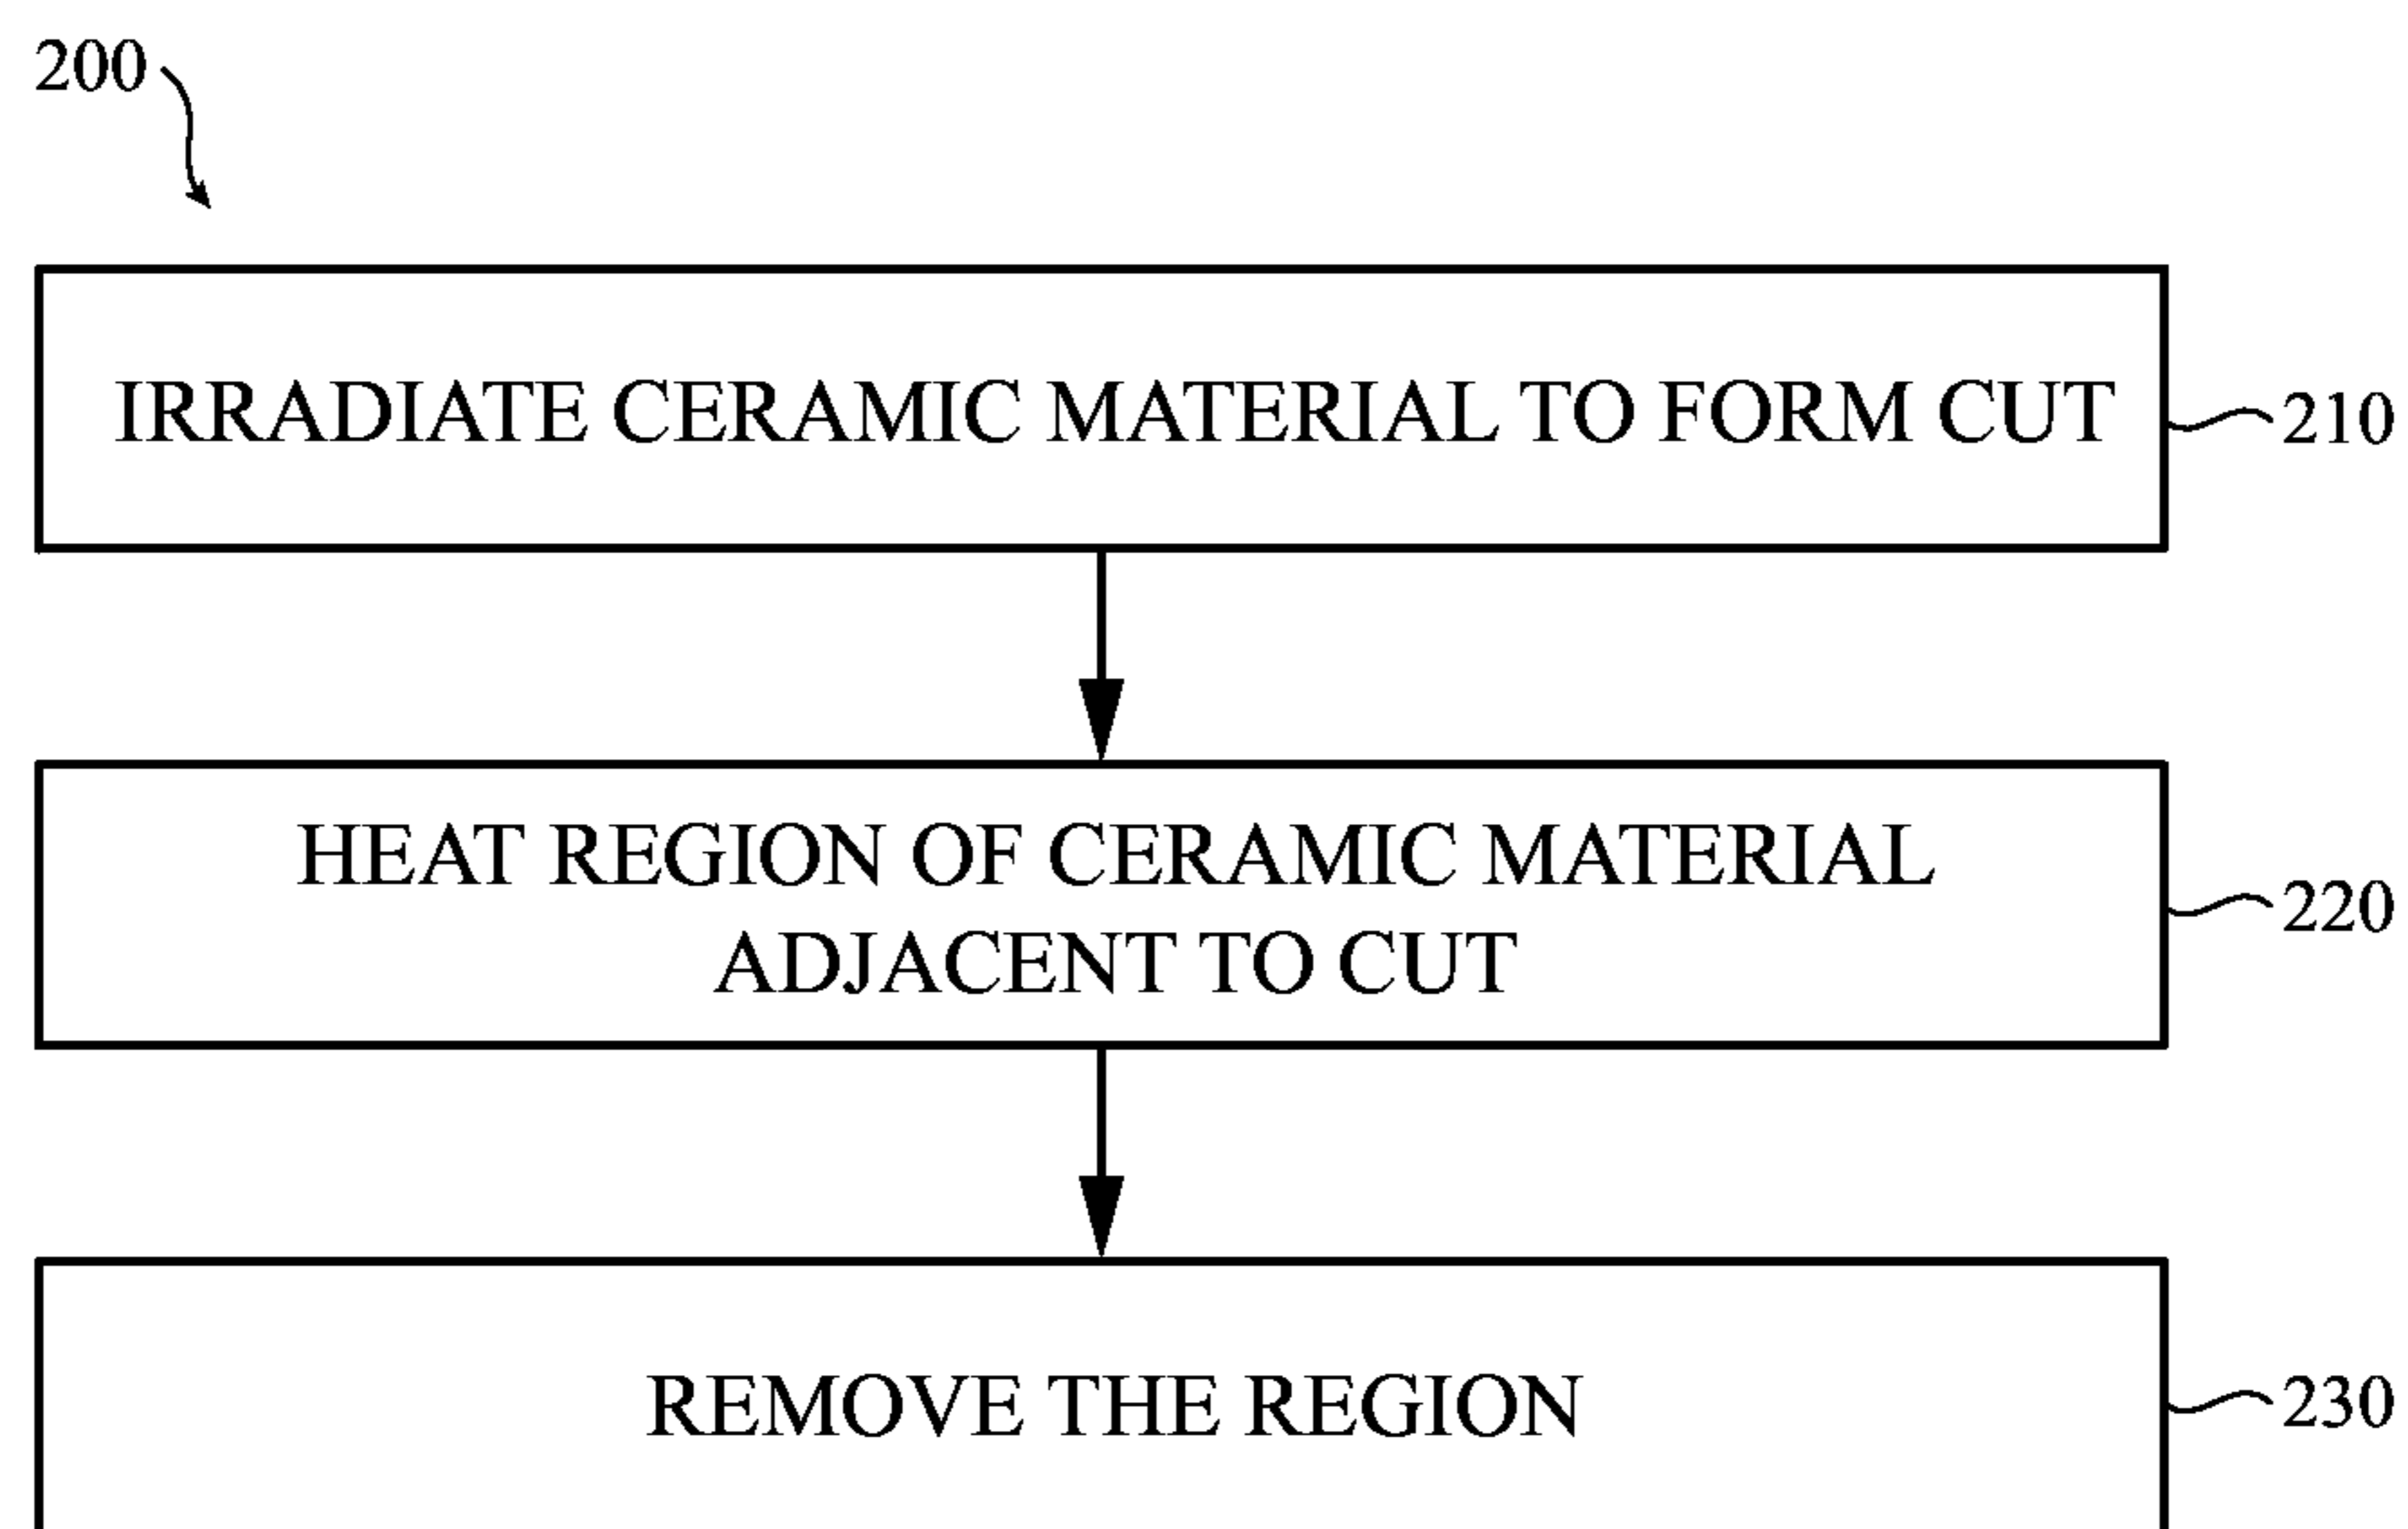 200
IRRADIATE CERAMIC MATERIAL TO FORM CUT
210
HEAT REGION OF CERAMIC MATERIAL
ADJACENT TO CUT
220
REMOVE THE REGION
230